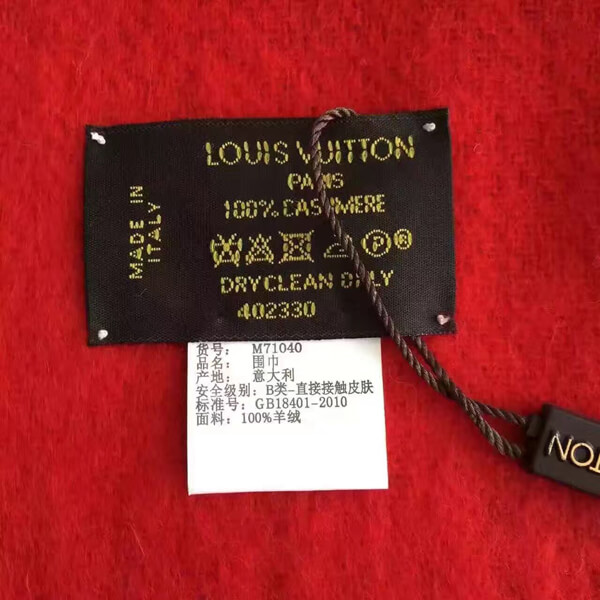 LOUIS VUITTON
PARIS
100% CASHMERE
DRYCLEAN ONLY
402330
MADE IN
ITALY
P®
货号： M71040
品名： 围巾
产地： 意大利
安全级别：B类-直接接触皮肤
标准号：GB18401-2010
面料：100%羊绒
TON